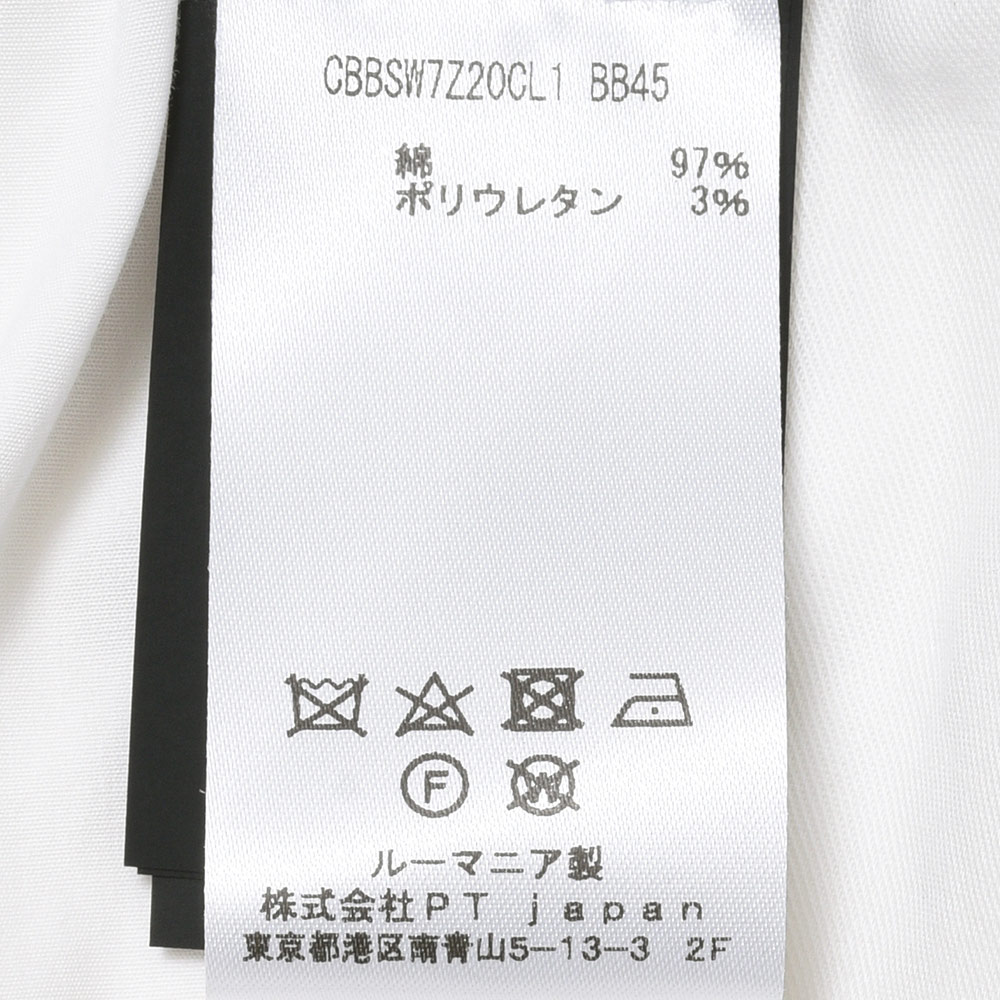 CBBSW7Z20CL1 BB45
綿 97%
ポリウレタン 3%
F W
ルーマニア製
株式会社PT japan
東京都港区南青山5-13-3 2F